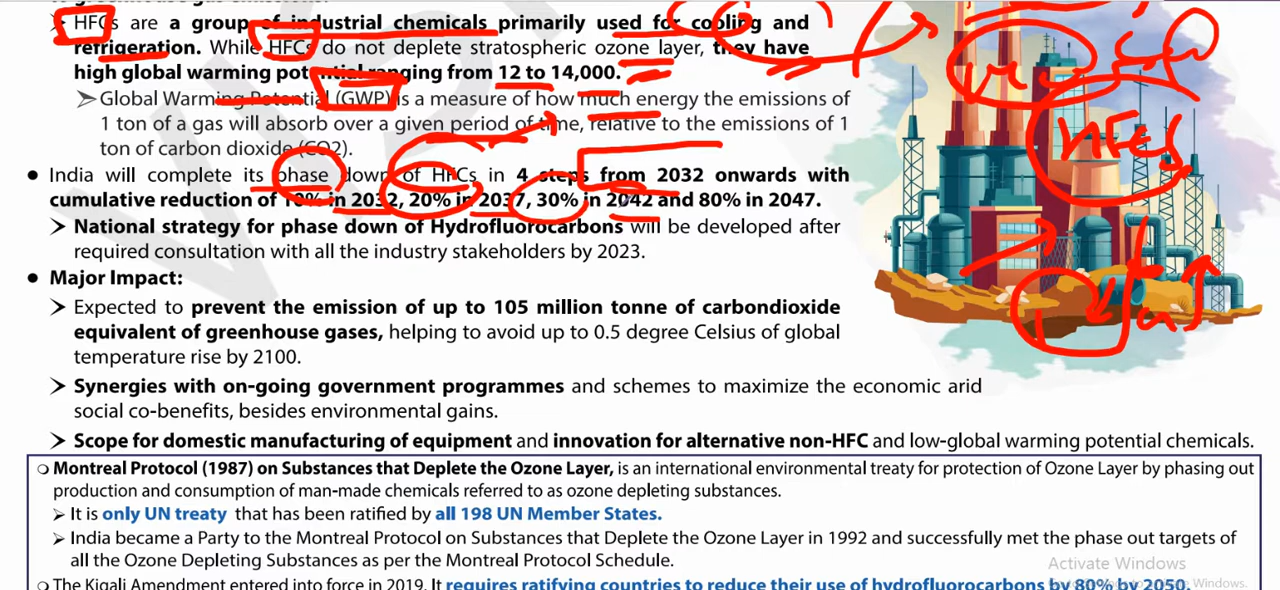 HFCs are a group of industrial chemicals primarily used for cooling and
refrigeration. While HFCs do not deplete stratospheric ozone layer, they have
high global warming potential ranging from 12 to 14,000.
Global Warming Potential (GWP) is a measure of how much energy the emissions of
1 ton of a gas will absorb over a given period of time, relative to the emissions of 1
ton of carbon dioxide (CO2).
India will complete its phase down of HFCs in 4 steps from 2032 onwards with
cumulative reduction of 10% in 2032, 20% in 2037, 30% in 2042 and 80% in 2047.
National strategy for phase down of Hydrofluorocarbons will be developed after
required consultation with all the industry stakeholders by 2023.
Major Impact:
Expected to prevent the emission of up to 105 million tonne of carbondioxide
equivalent of greenhouse gases, helping to avoid up to 0.5 degree Celsius of global
temperature rise by 2100.
Synergies with on-going government programmes and schemes to maximize the economic arid
social co-benefits, besides environmental gains.
Scope for domestic manufacturing of equipment and innovation for alternative non-HFC and low-global warming potential chemicals.
Montreal Protocol (1987) on Substances that Deplete the Ozone Layer, is an international environmental treaty for protection of Ozone Layer by phasing out
production and consumption of man-made chemicals referred to as ozone depleting substances.
It is only UN treaty that has been ratified by all 198 UN Member States.
India became a Party to the Montreal Protocol on Substances that Deplete the Ozone Layer in 1992 and successfully met the phase out targets of
all the Ozone Depleting Substances as per the Montreal Protocol Schedule.
The Kigali Amendment entered into force in 2019. It requires ratifying countries to reduce their use of hydrofluorocarbons by 80% by 2050.
HFCs
Activate Windows